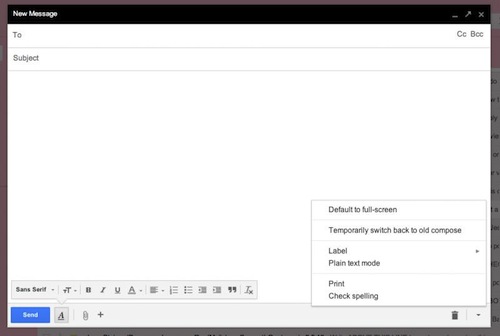 New Message
To
Cc Bcc
Subject
Default to full-screen
Temporarily switch back to old compose
Label
Plain text mode
Print
Check spelling
Sans Serif
B I U A
Send
A